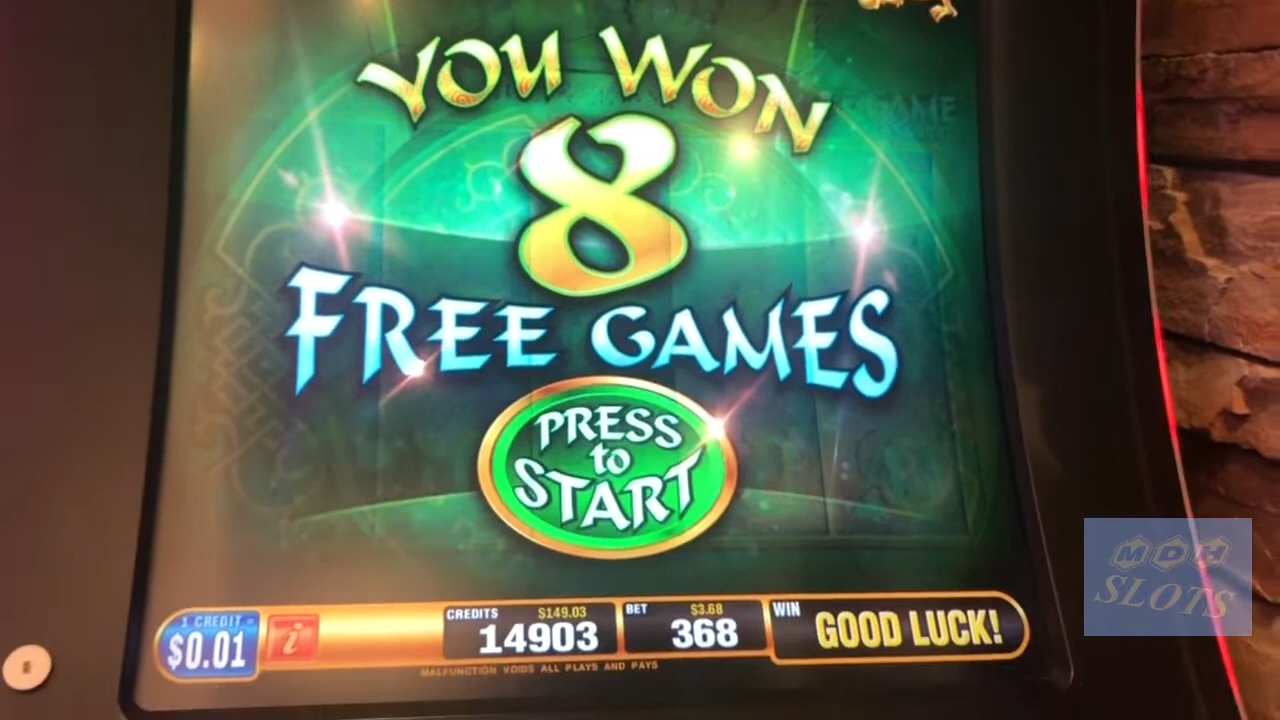 YOU WON
8
FREE GAMES
PRESS
to
START
1 CREDIT =
$0.01
i
CREDITS $149.03
14903
BET $3.68
368
WIN
GOOD LUCK!
MALFUNCTION VOIDS ALL PLAYS AND PAYS
MDH
SLOTS